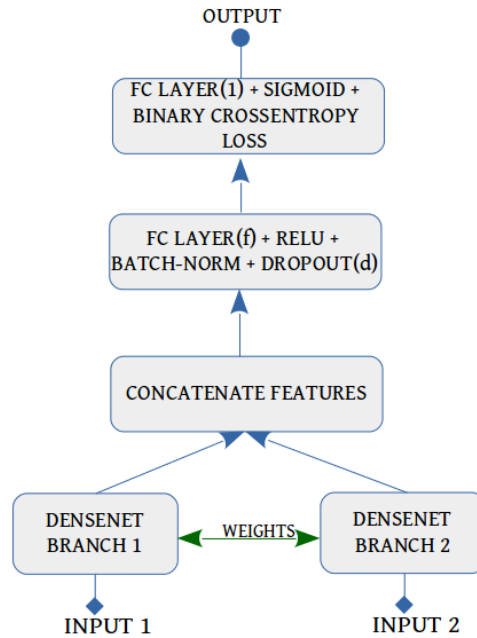 OUTPUT
FC LAYER(1) + SIGMOID +
BINARY CROSSENTROPY
LOSS
FC LAYER(f) + RELU +
BATCH-NORM + DROPOUT(d)
CONCATENATE FEATURES
DENSENET
BRANCH 1
WEIGHTS
DENSENET
BRANCH 2
INPUT 1
INPUT 2